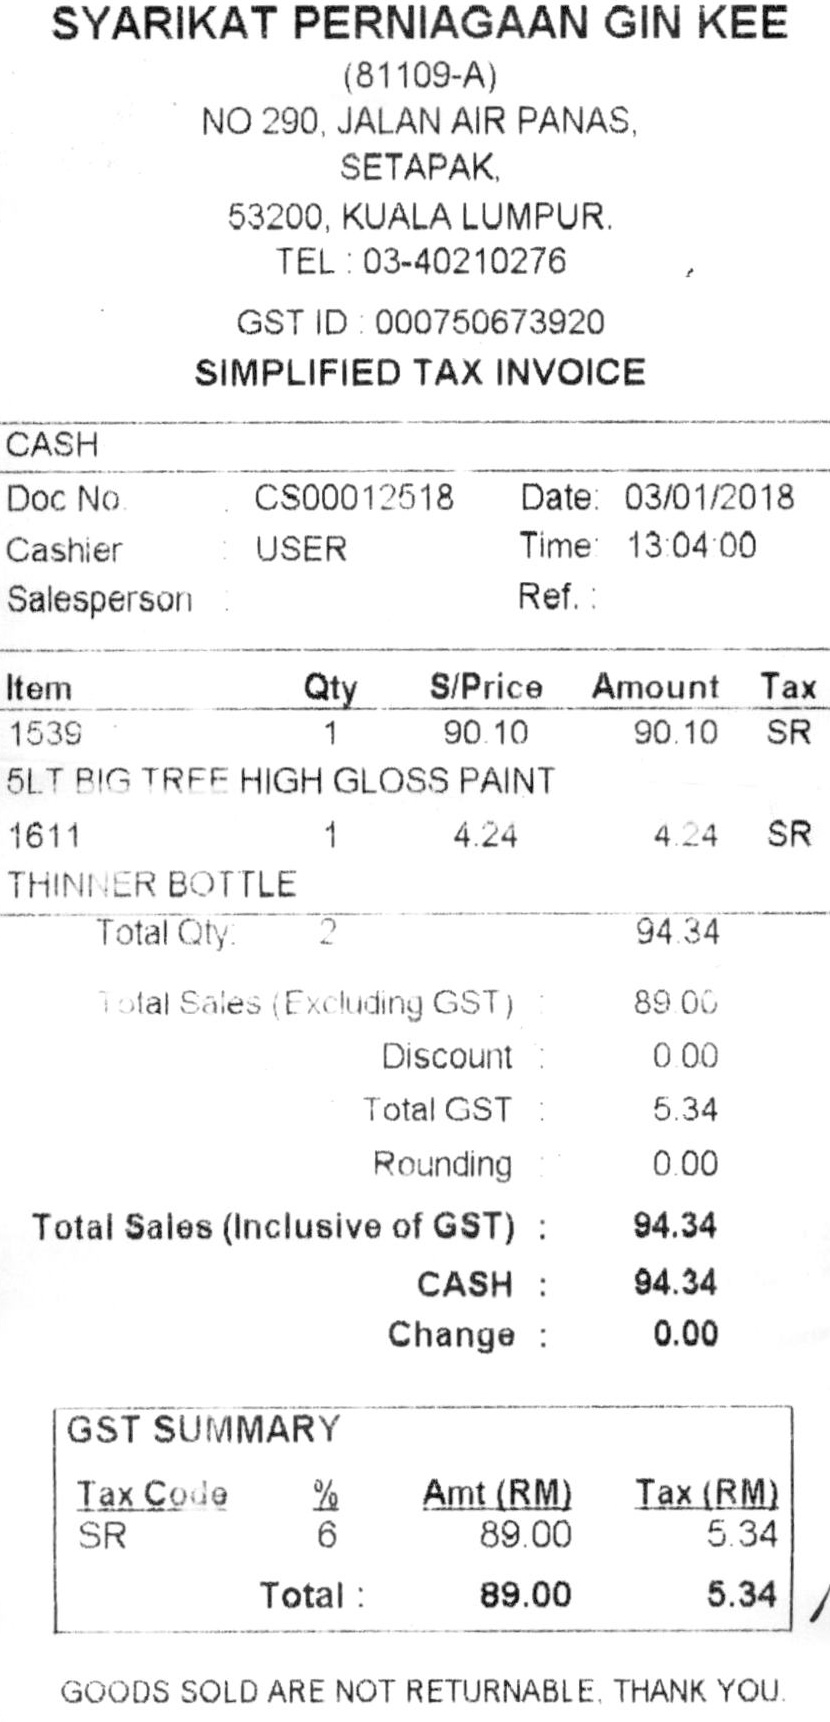 SYARIKAT PERNIAGAAN GIN KEE
(81109-A)
NO 290, JALAN AIR PANAS,
SETAPAK,
53200, KUALA LUMPUR.
TEL : 03-40210276
GST ID : 000750673920
SIMPLIFIED TAX INVOICE
CASH
Doc No. : CS00012518 Date: 03/01/2018
Cashier : USER Time: 13:04:00
Salesperson : Ref. :
Item Qty S/Price Amount Tax
1539 1 90.10 90.10 SR
5LT BIG TREE HIGH GLOSS PAINT
1611 1 4.24 4.24 SR
THINNER BOTTLE
Total Qty: 2 94.34
Total Sales (Excluding GST) : 89.00
Discount : 0.00
Total GST : 5.34
Rounding : 0.00
Total Sales (Inclusive of GST) : 94.34
CASH : 94.34
Change : 0.00
GST SUMMARY
Tax Code % Amt (RM) Tax (RM)
SR 6 89.00 5.34
Total : 89.00 5.34
GOODS SOLD ARE NOT RETURNABLE, THANK YOU.